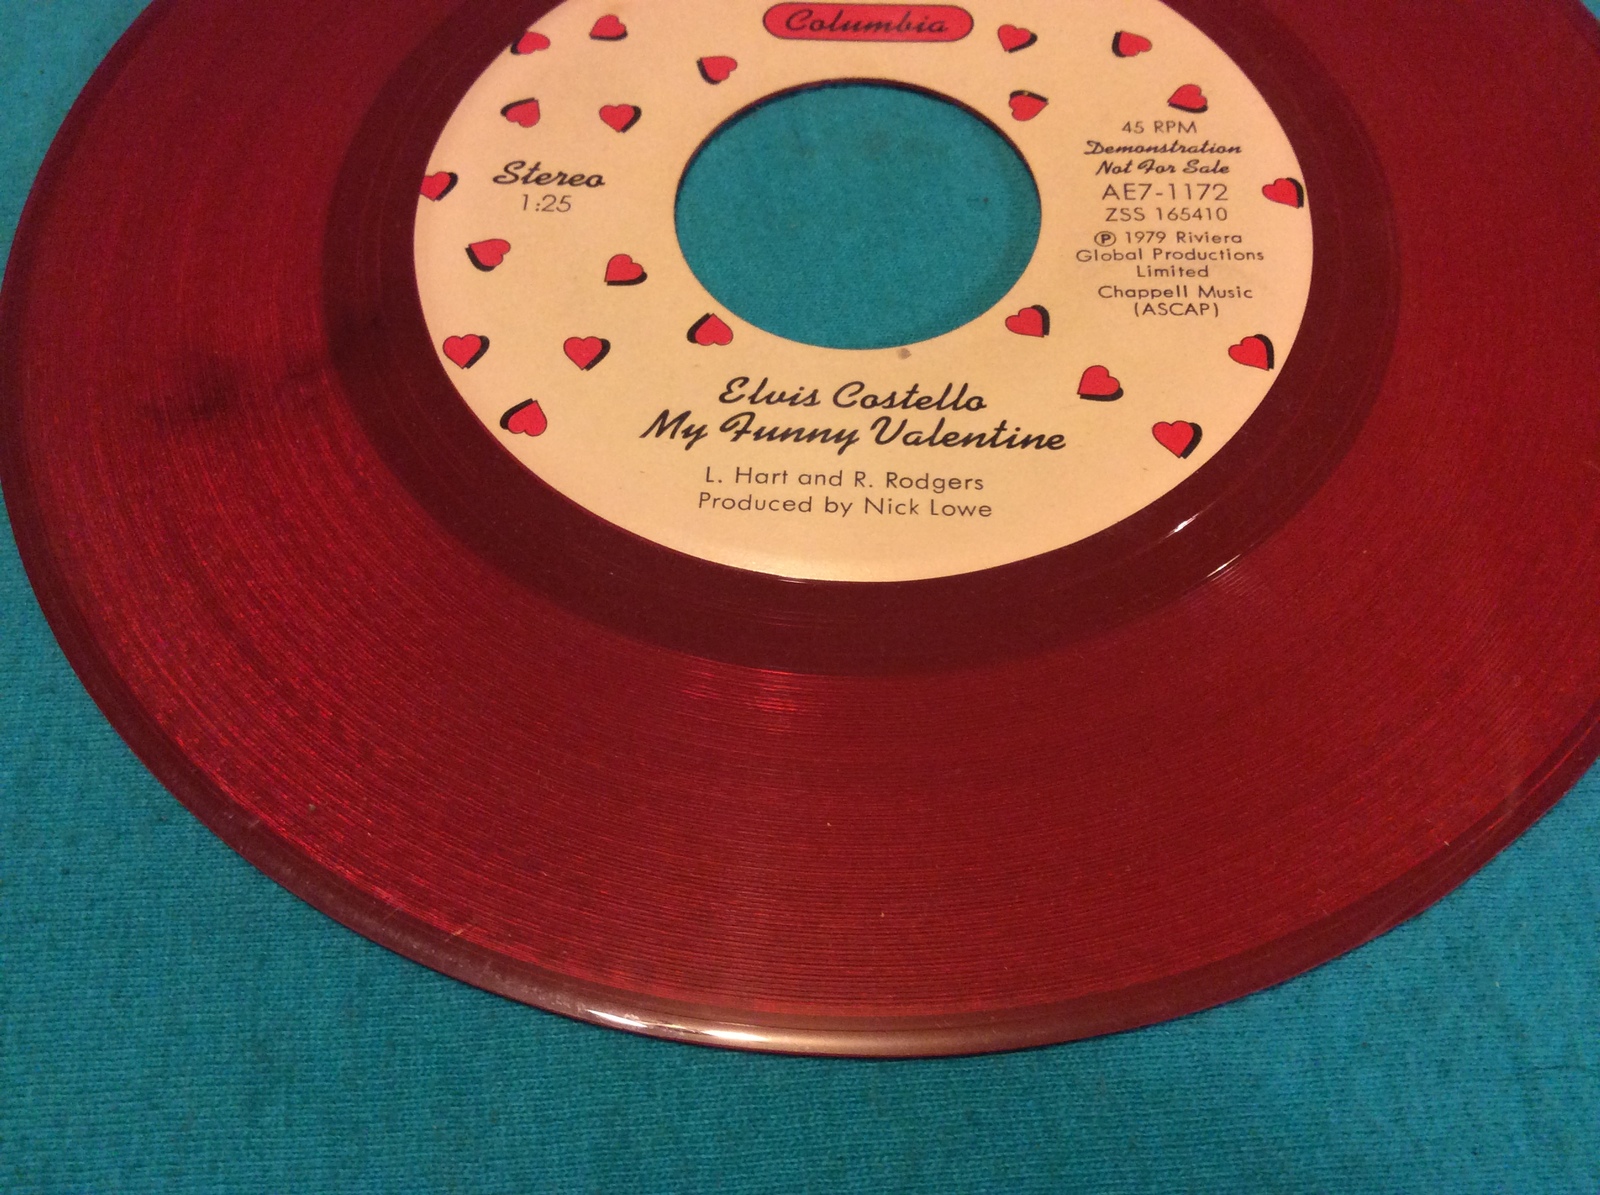 Columbia
Stereo
1:25
45 RPM
Demonstration
Not For Sale
AE7-1172
ZSS 165410
Ⓟ 1979 Riviera
Global Productions
Limited
Chappell Music
(ASCAP)
Elvis Costello
My Funny Valentine
L. Hart and R. Rodgers
Produced by Nick Lowe